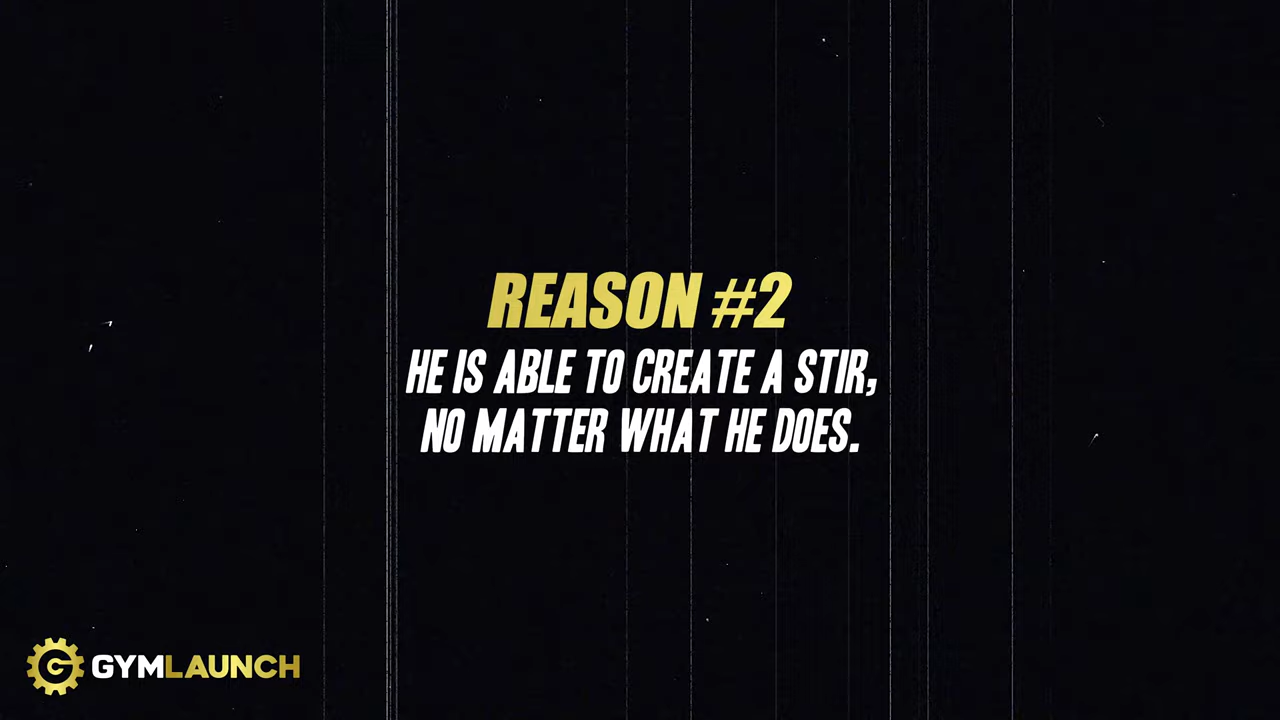 REASON #2
HE IS ABLE TO CREATE A STIR,
NO MATTER WHAT HE DOES.
G GYMLAUNCH